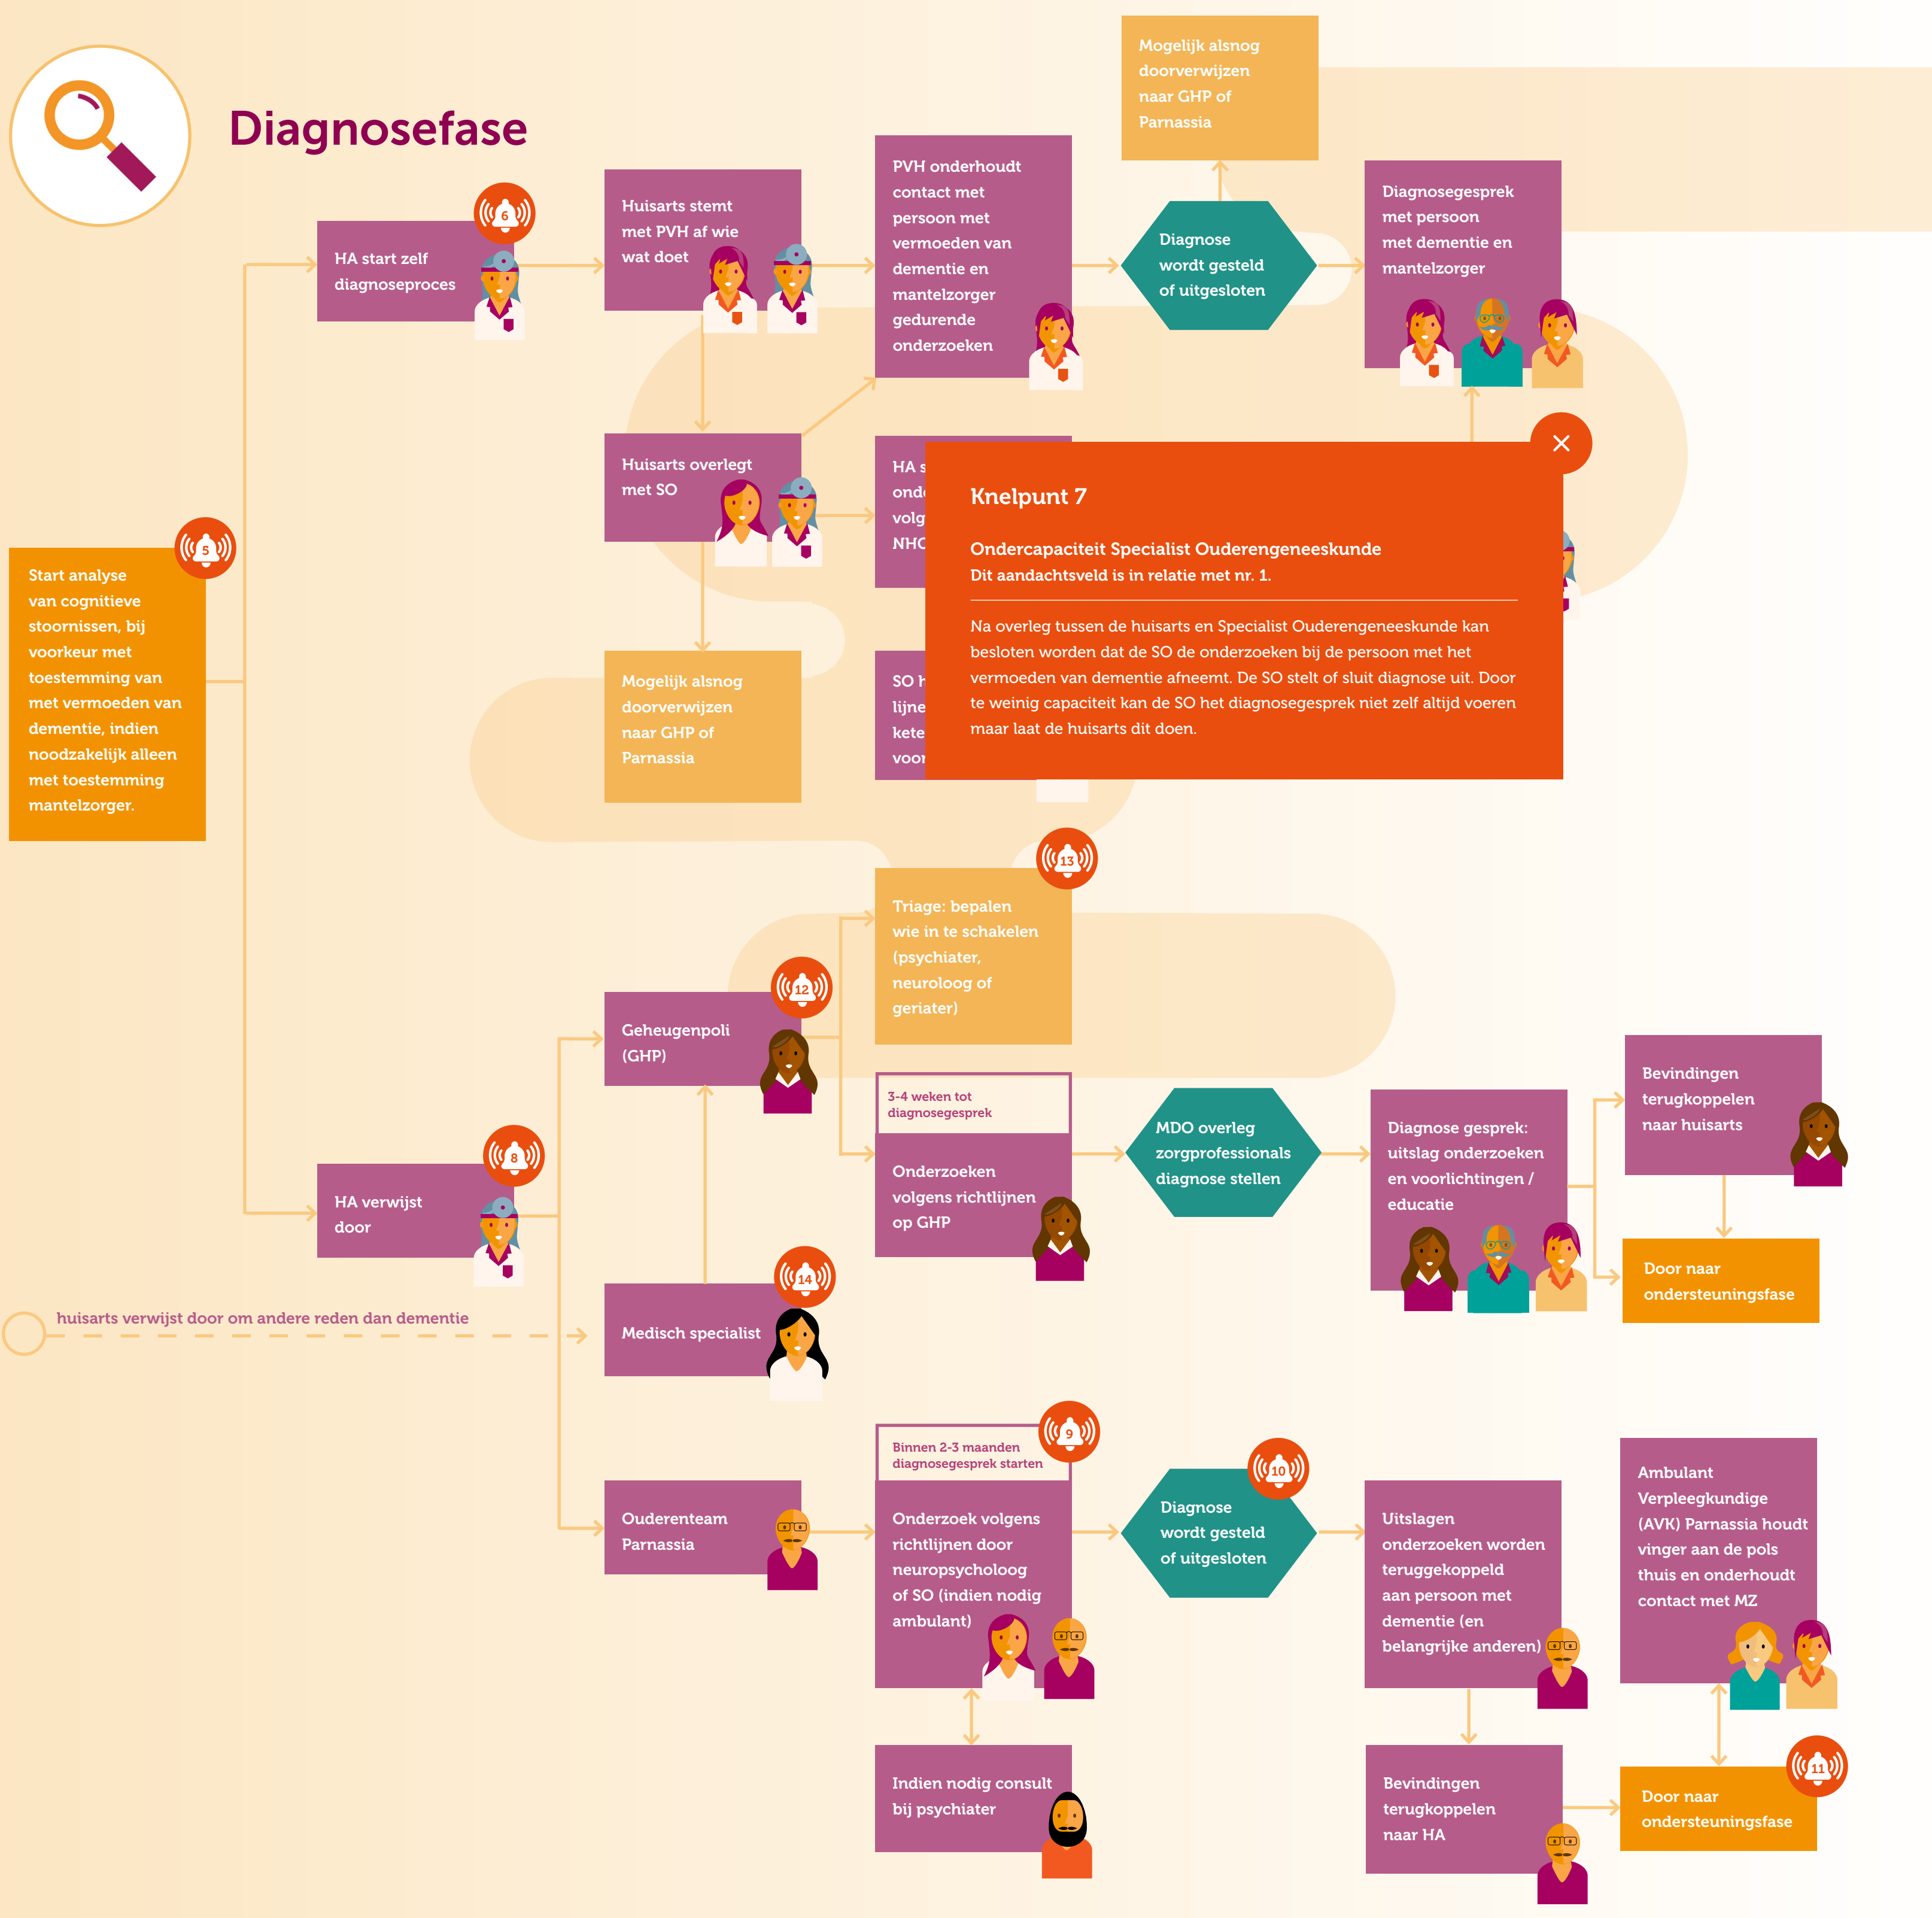 Diagnosefase
Mogelijk alsnog
doorverwijzen
naar GHP of
Parnassia
6
HA start zelf
diagnoseproces
Huisarts stemt
met PVH af wie
wat doet
PVH onderhoudt
contact met
persoon met
vermoeden van
dementie en
mantelzorger
gedurende
onderzoeken
Diagnose
wordt gesteld
of uitgesloten
Diagnosegesprek
met persoon
met dementie en
mantelzorger
Huisarts overlegt
met SO
HA
Knelpunt 7
Ondercapaciteit Specialist Ouderengeneeskunde
Dit aandachtsveld is in relatie met nr. 1.
Na overleg tussen de huisarts en Specialist Ouderengeneeskunde kan
besloten worden dat de SO de onderzoeken bij de persoon met het
vermoeden van dementie afneemt. De SO stelt of sluit diagnose uit. Door
te weinig capaciteit kan de SO het diagnosegesprek niet zelf altijd voeren
maar laat de huisarts dit doen.
5
Start analyse
van cognitieve
stoornissen, bij
voorkeur met
toestemming van
met vermoeden van
dementie, indien
noodzakelijk alleen
met toestemming
mantelzorger.
Mogelijk alsnog
doorverwijzen
naar GHP of
Parnassia
SO
13
Triage: bepalen
wie in te schakelen
(psychiater,
neuroloog of
geriater)
12
Geheugenpoli
(GHP)
3-4 weken tot
diagnosegesprek
Onderzoeken
volgens richtlijnen
op GHP
MDO overleg
zorgprofessionals
diagnose stellen
Diagnose gesprek:
uitslag onderzoeken
en voorlichtingen /
educatie
Bevindingen
terugkoppelen
naar huisarts
Door naar
ondersteuningsfase
8
HA verwijst
door
huisarts verwijst door om andere reden dan dementie
14
Medisch specialist
Ouderenteam
Parnassia
9
Binnen 2-3 maanden
diagnosegesprek starten
Onderzoek volgens
richtlijnen door
neuropsycholoog
of SO (indien nodig
ambulant)
10
Diagnose
wordt gesteld
of uitgesloten
Uitslagen
onderzoeken worden
teruggekoppeld
aan persoon met
dementie (en
belangrijke anderen)
Ambulant
Verpleegkundige
(AVK) Parnassia houdt
vinger aan de pols
thuis en onderhoudt
contact met MZ
Indien nodig consult
bij psychiater
Bevindingen
terugkoppelen
naar HA
11
Door naar
ondersteuningsfase